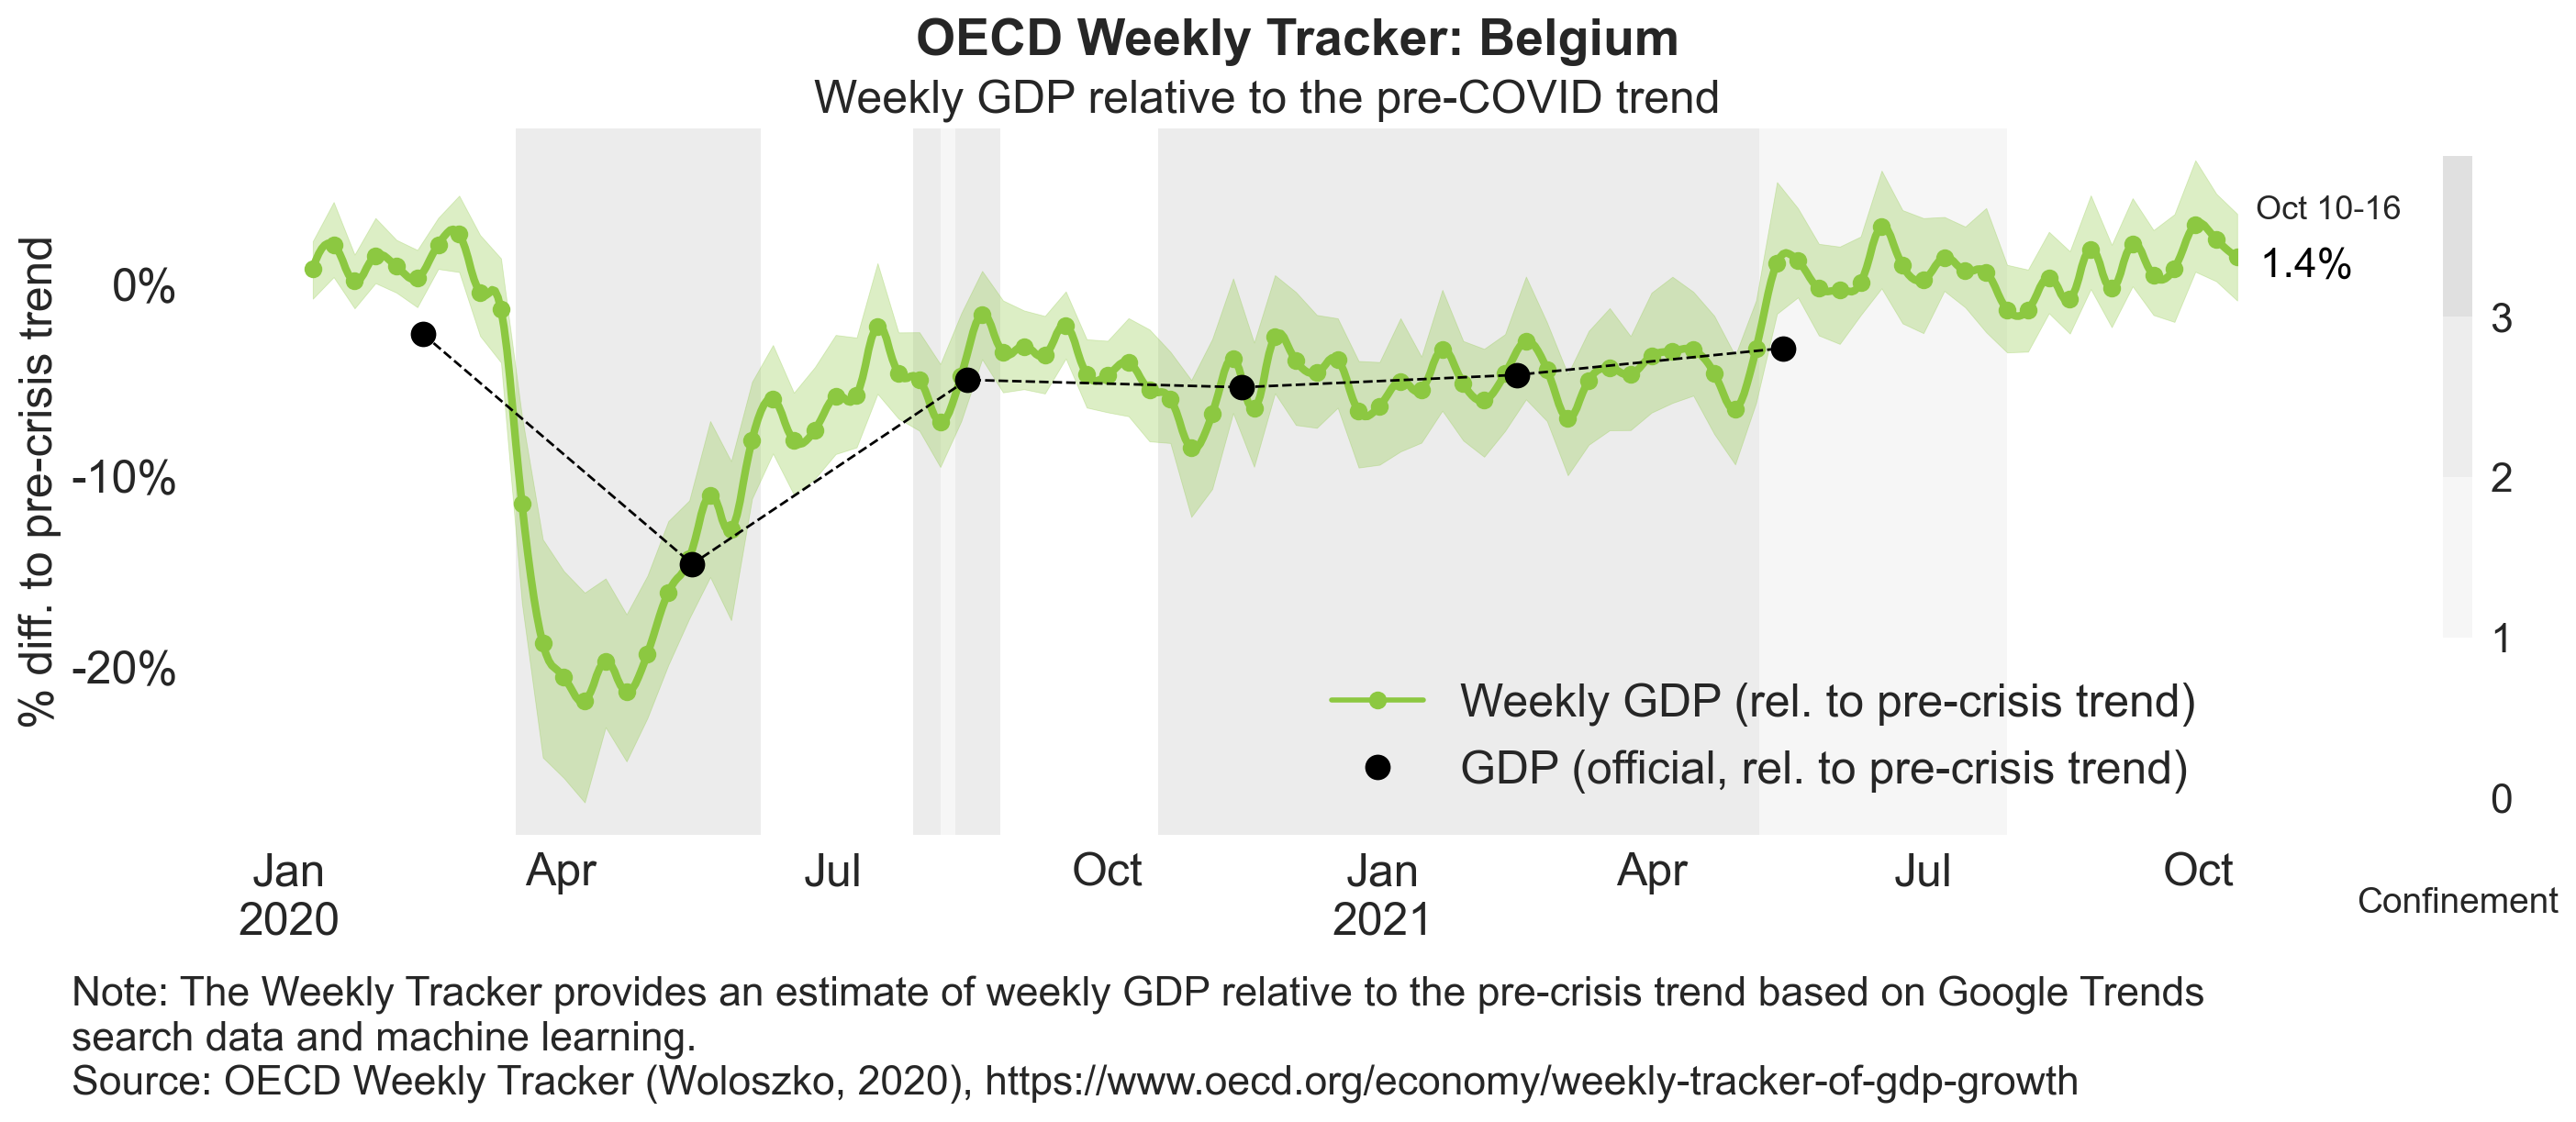 OECD Weekly Tracker: Belgium
Weekly GDP relative to the pre-COVID trend
% diff. to pre-crisis trend
0%
-10%
-20%
Oct 10-16
1.4%
3
2
1
0
Confinement
Weekly GDP (rel. to pre-crisis trend)
GDP (official, rel. to pre-crisis trend)
Jan Apr Jul Oct Jan Apr Jul Oct
2020 2021
Note: The Weekly Tracker provides an estimate of weekly GDP relative to the pre-crisis trend based on Google Trends
search data and machine learning.
Source: OECD Weekly Tracker (Woloszko, 2020), https://www.oecd.org/economy/weekly-tracker-of-gdp-growth